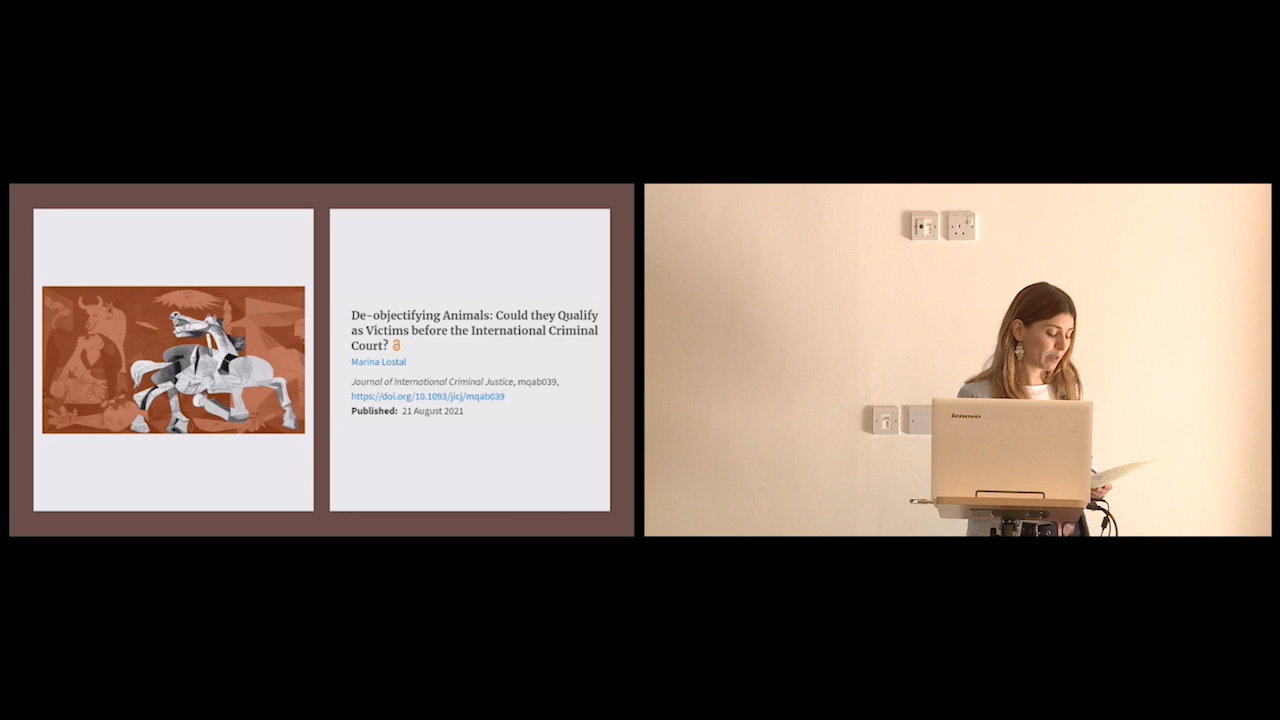 De-objectifying Animals: Could they Qualify
as Victims before the International Criminal
Court?
Marina Lostal
Journal of International Criminal Justice, mqab039,
https://doi.org/10.1093/jicj/mqab039
Published: 21 August 2021
lenovo